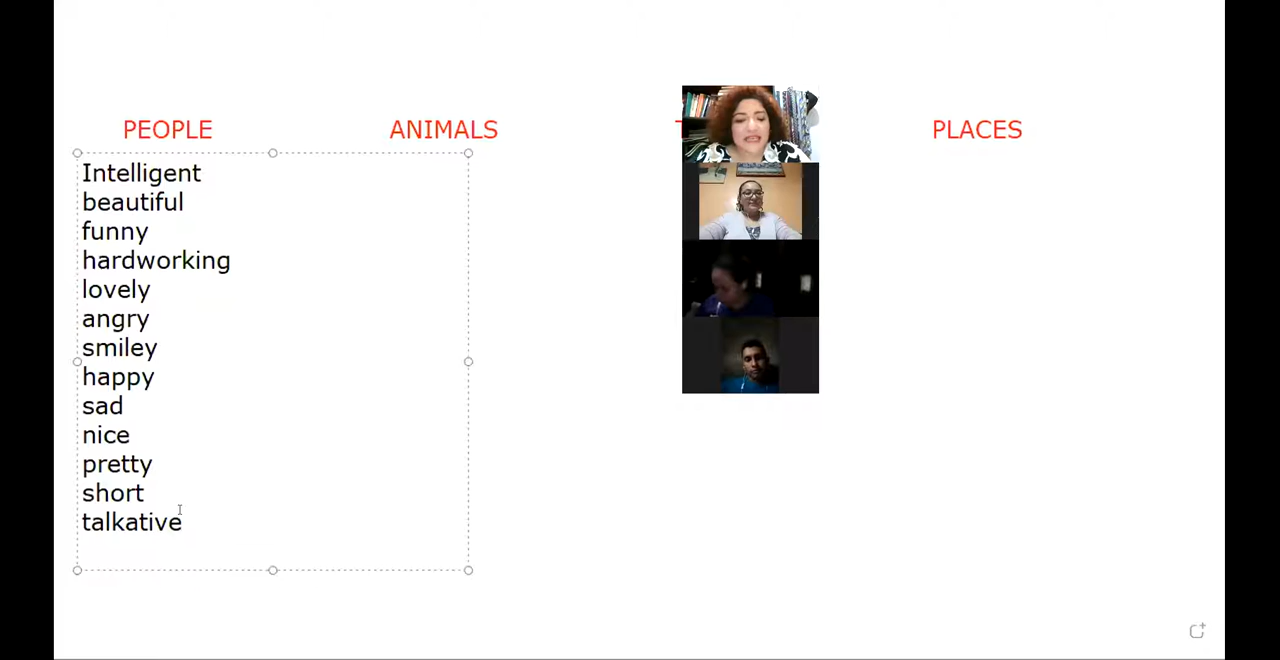 PEOPLE ANIMALS PLACES
Intelligent
beautiful
funny
hardworking
lovely
angry
smiley
happy
sad
nice
pretty
short
talkative